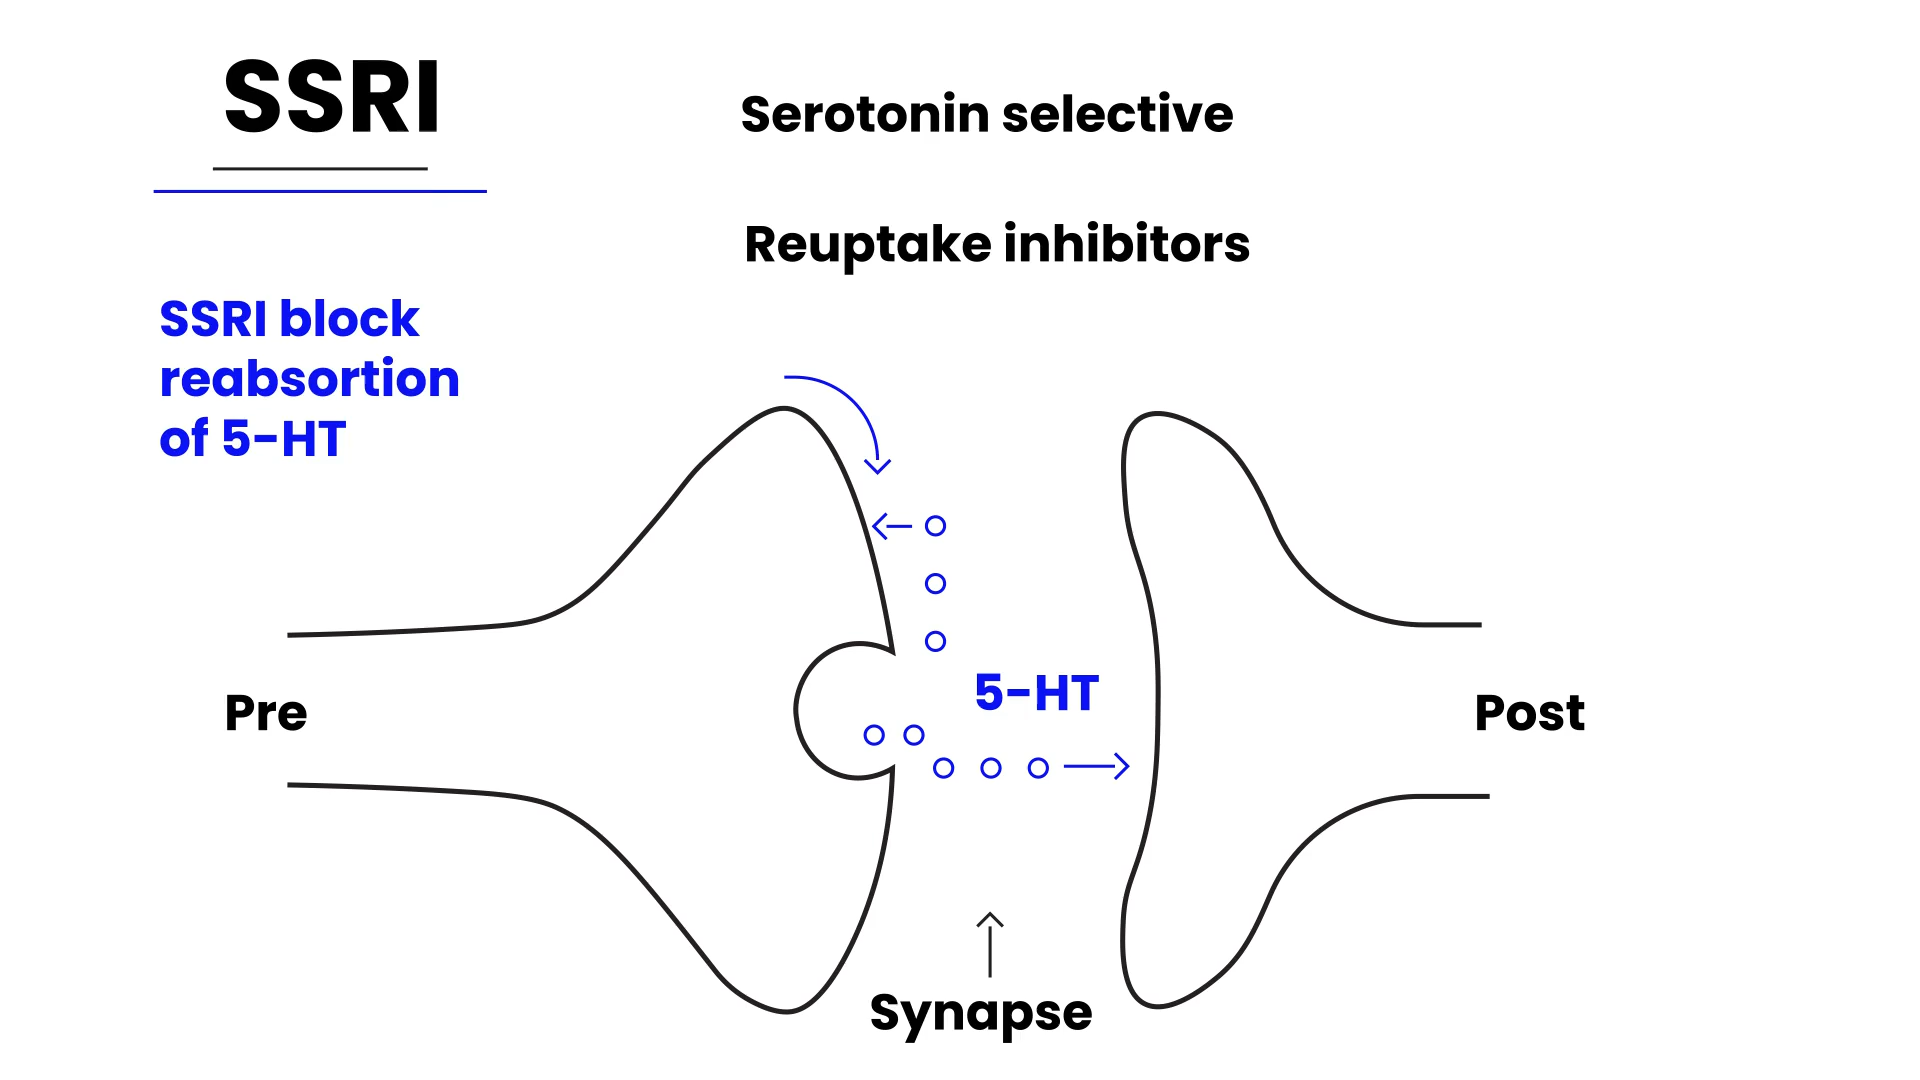 SSRI
Serotonin selective
Reuptake inhibitors
SSRI block
reabsortion
of 5-HT
5-HT
Pre
Post
Synapse